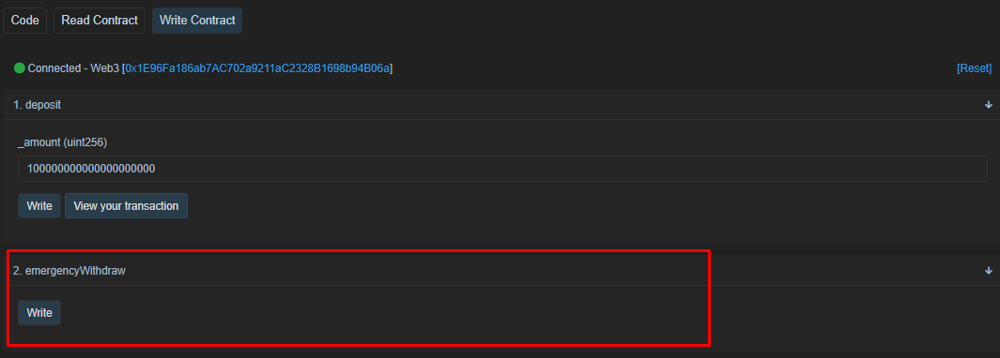 Code Read Contract Write Contract
Connected - Web3 [0x1E96Fa186ab7AC702a9211aC2328B1698b94B06a] [Reset]
1. deposit
_amount (uint256)
100000000000000000000
Write View your transaction
2. emergencyWithdraw
Write